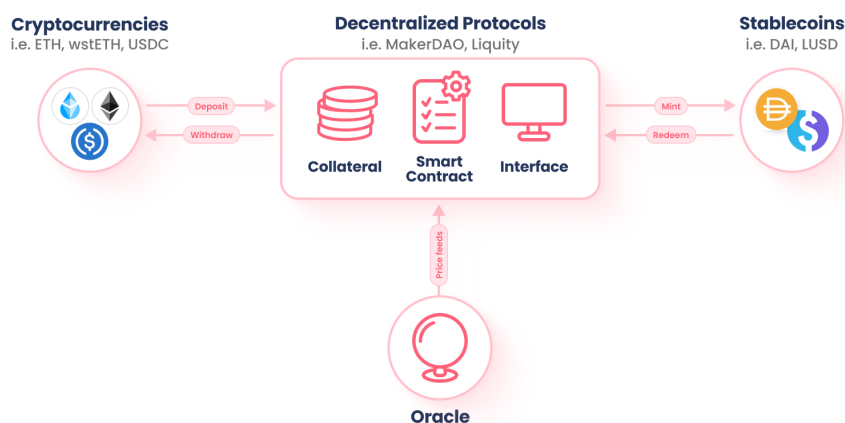 Cryptocurrencies
i.e. ETH, wstETH, USDC
Decentralized Protocols
i.e. MakerDAO, Liquity
Stablecoins
i.e. DAI, LUSD
Deposit
Withdraw
Collateral
Smart
Contract
Interface
Mint
Redeem
Price feeds
Oracle